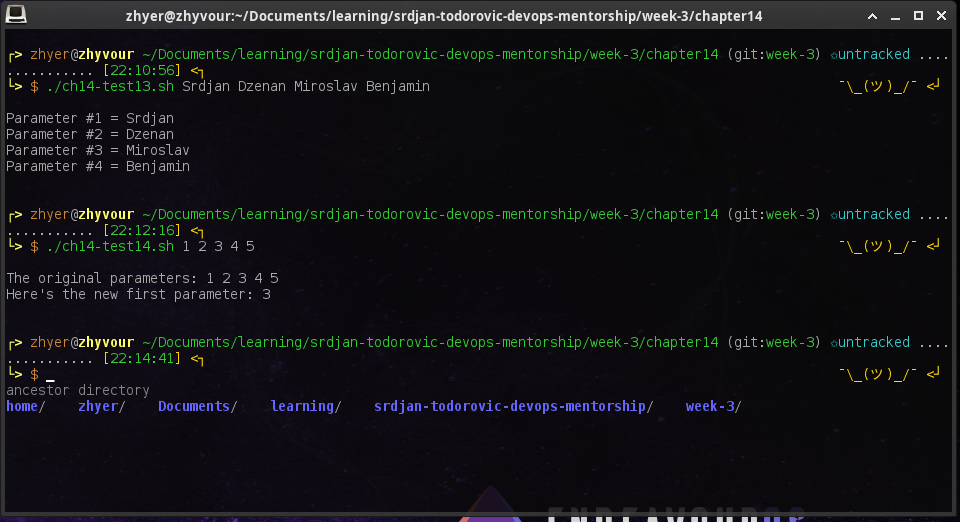 zhyer@zhyvour:~/Documents/learning/srdjan-todorovic-devops-mentorship/week-3/chapter14
┌> zhyer@zhyvour ~/Documents/learning/srdjan-todorovic-devops-mentorship/week-3/chapter14 (git:week-3) ✩untracked ....
........... [22:10:56] <┐
└> $ ./ch14-test13.sh Srdjan Dzenan Miroslav Benjamin ¯\_(ツ)_/¯ <┘
Parameter #1 = Srdjan
Parameter #2 = Dzenan
Parameter #3 = Miroslav
Parameter #4 = Benjamin
┌> zhyer@zhyvour ~/Documents/learning/srdjan-todorovic-devops-mentorship/week-3/chapter14 (git:week-3) ✩untracked ....
........... [22:12:16] <┐
└> $ ./ch14-test14.sh 1 2 3 4 5 ¯\_(ツ)_/¯ <┘
The original parameters: 1 2 3 4 5
Here's the new first parameter: 3
┌> zhyer@zhyvour ~/Documents/learning/srdjan-todorovic-devops-mentorship/week-3/chapter14 (git:week-3) ✩untracked ....
........... [22:14:41] <┐
└> $ _ ¯\_(ツ)_/¯ <┘
ancestor directory
home/ zhyer/ Documents/ learning/ srdjan-todorovic-devops-mentorship/ week-3/
ENDEAVOUROS